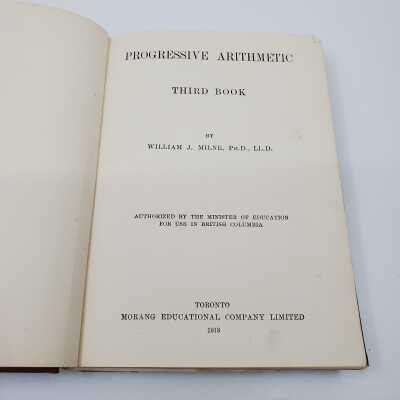 PROGRESSIVE ARITHMETIC
THIRD BOOK
BY
WILLIAM J. MILNE, PH.D., LL.D.
AUTHORIZED BY THE MINISTER OF EDUCATION
FOR USE IN BRITISH COLUMBIA
TORONTO
MORANG EDUCATIONAL COMPANY LIMITED